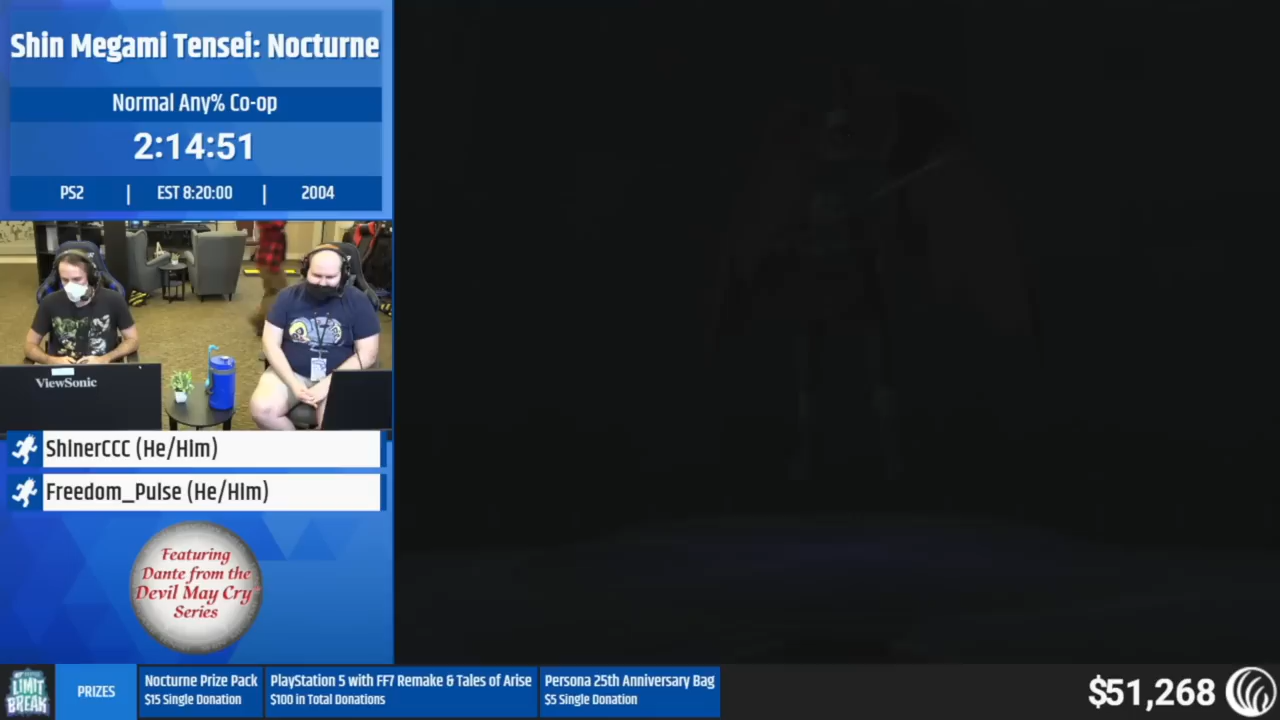 Shin Megami Tensei: Nocturne
Normal Any% Co-op
2:14:51
PS2 | EST 8:20:00 | 2004
ViewSonic
ShinerCCC (He/Him)
Freedom_Pulse (He/Him)
Featuring
Dante from the
Devil May Cry
Series
LIMIT
BREAK
PRIZES
Nocturne Prize Pack
$15 Single Donation
PlayStation 5 with FF7 Remake & Tales of Arise
$100 in Total Donations
Persona 25th Anniversary Bag
$5 Single Donation
$51,268